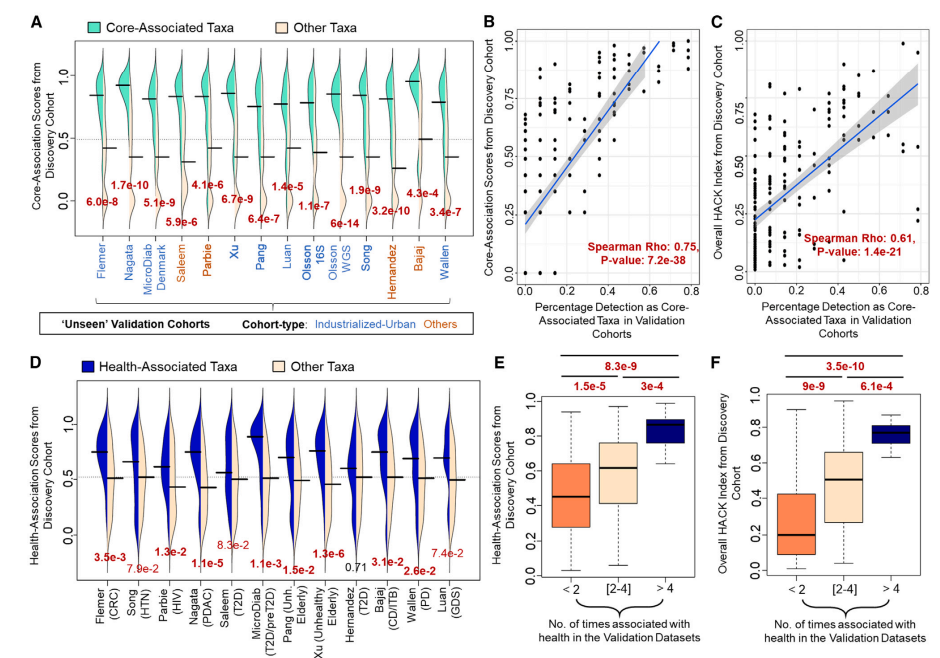 A
Core-Associated Taxa
Other Taxa
Core-Association Scores from
Discovery Cohort
1.0
0.5
0.0
6.0e-8
1.7e-10
5.1e-9
5.9e-6
4.1e-6
6.7e-9
6.4e-7
1.4e-5
1.1e-7
6e-14
1.9e-9
3.2e-10
4.3e-4
3.4e-7
Flemer
Nagata
MicroDiab
Denmark
Saleem
Parbie
Xu
Pang
Luan
Olsson
16S
Olsson
WGS
Song
Hernandez
Bajaj
Wallen
'Unseen' Validation Cohorts
Cohort-type: Industrialized-Urban Others
B
Core-Association Scores from Discovery Cohort
1.00
0.75
0.50
0.25
0.00
Spearman Rho: 0.75,
P-value: 7.2e-38
0.0 0.2 0.4 0.6 0.8
Percentage Detection as Core-
Associated Taxa in Validation
Cohorts
C
Overall HACK Index from Discovery Cohort
1.00
0.75
0.50
0.25
0.00
Spearman Rho: 0.61,
P-value: 1.4e-21
0.0 0.2 0.4 0.6 0.8
Percentage Detection as Core-
Associated Taxa in Validation
Cohorts
D
Health-Associated Taxa
Other Taxa
Health-Association Scores from
Discovery Cohort
1.0
0.5
0.0
3.5e-3
7.9e-2
1.3e-2
1.1e-5
8.3e-2
1.1e-3
1.5e-2
1.3e-6
0.71
3.1e-2
2.6e-2
7.4e-2
Flemer
(CRC)
Song
(HTN)
Parbie
(HIV)
Nagata
(PDAC)
Saleem
(T2D)
MicroDiab
(T2D/preT2D)
Pang (Unh.
Elderly)
Xu (Unhealthy
Elderly)
Hernandez
(T2D)
Bajaj
(CD/ITB)
Wallen
(PD)
Luan
(GDS)
E
8.3e-9
1.5e-5
3e-4
Health-Association Scores from
Discovery Cohort
1.0
0.8
0.6
0.4
0.2
0.0
< 2
[2-4]
> 4
No. of times associated with
health in the Validation Datasets
F
3.5e-10
9e-9
6.1e-4
Overall HACK Index from Discovery
Cohort
1.0
0.8
0.6
0.4
0.2
0.0
< 2
[2-4]
> 4
No. of times associated with
health in the Validation Datasets